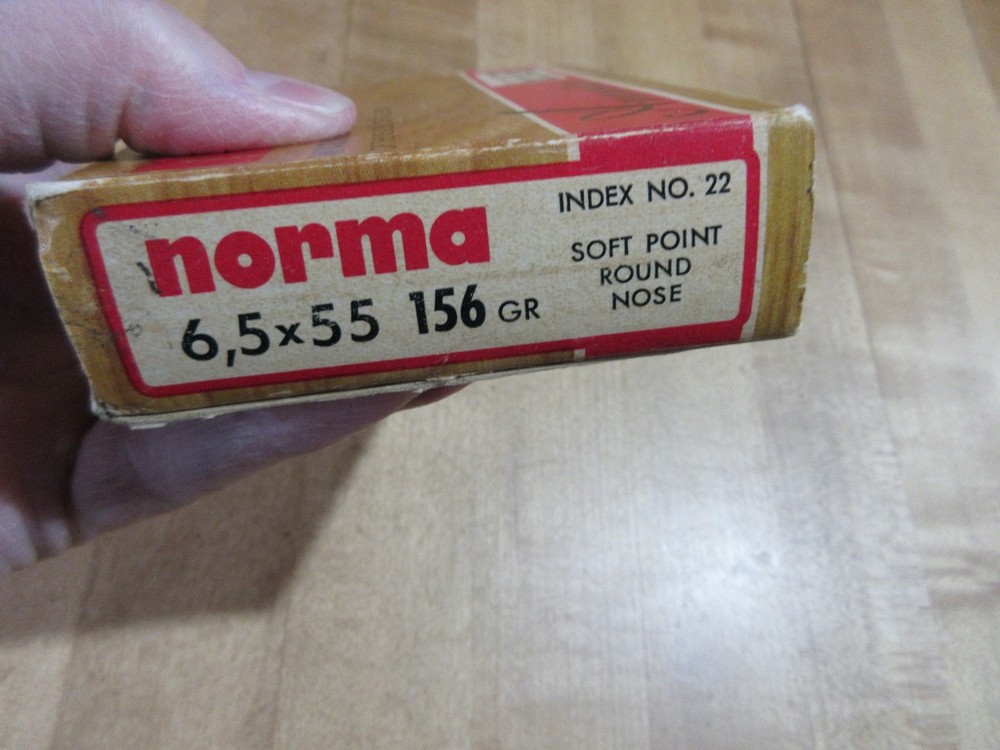 norma
6,5x55 156 GR
INDEX NO. 22
SOFT POINT
ROUND
NOSE